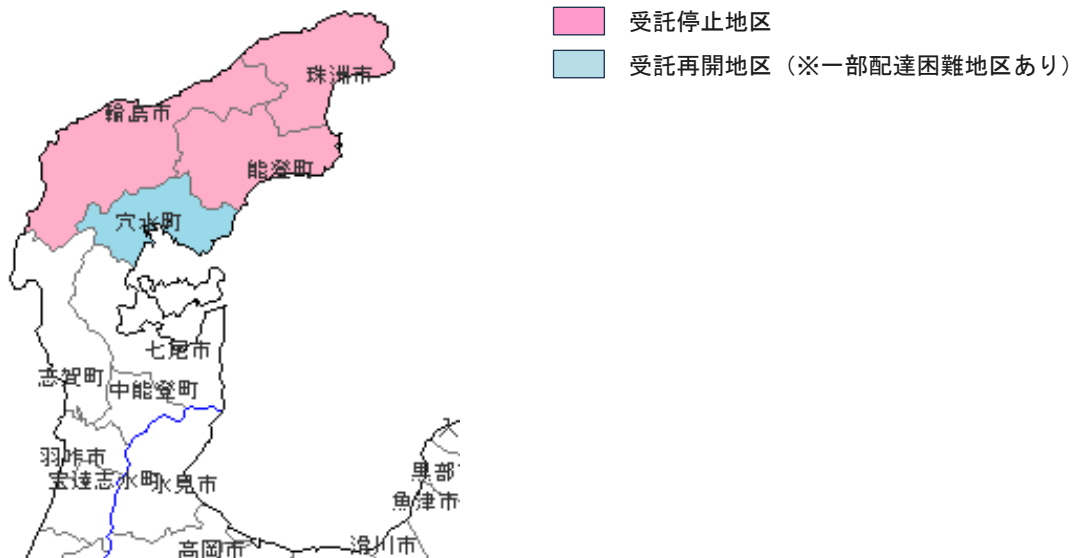 受託停止地区
受託再開地区（※一部配達困難地区あり）
珠洲市
輪島市
能登町
穴水町
七尾市
志賀町
中能登町
羽咋市
宝達志水町
氷見市
黒部
魚津市
高岡市
滑川市